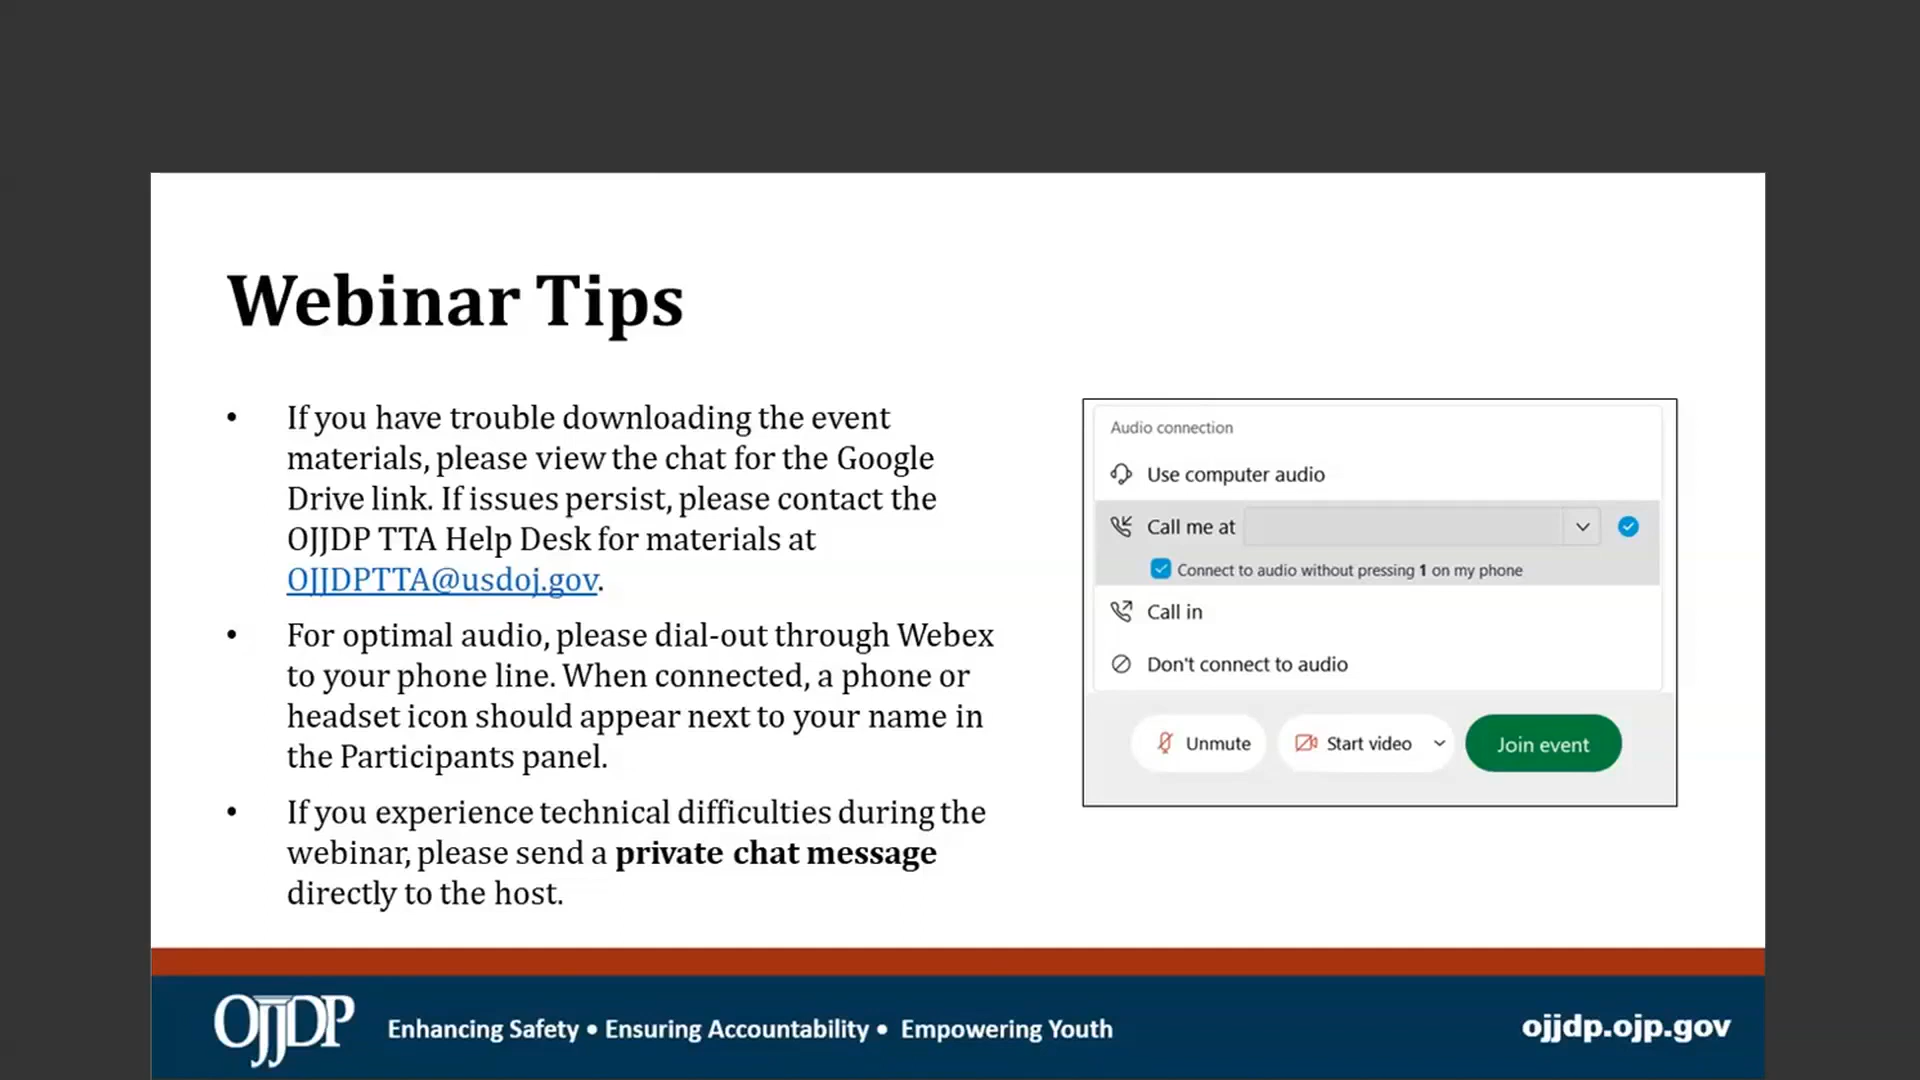 Webinar Tips
• If you have trouble downloading the event
materials, please view the chat for the Google
Drive link. If issues persist, please contact the
OJJDP TTA Help Desk for materials at
OJJDPTTA@usdoj.gov.
• For optimal audio, please dial-out through Webex
to your phone line. When connected, a phone or
headset icon should appear next to your name in
the Participants panel.
• If you experience technical difficulties during the
webinar, please send a private chat message
directly to the host.
Audio connection
Use computer audio
Call me at
Connect to audio without pressing 1 on my phone
Call in
Don't connect to audio
Unmute
Start video
Join event
OJJDP
Enhancing Safety • Ensuring Accountability • Empowering Youth
ojjdp.ojp.gov